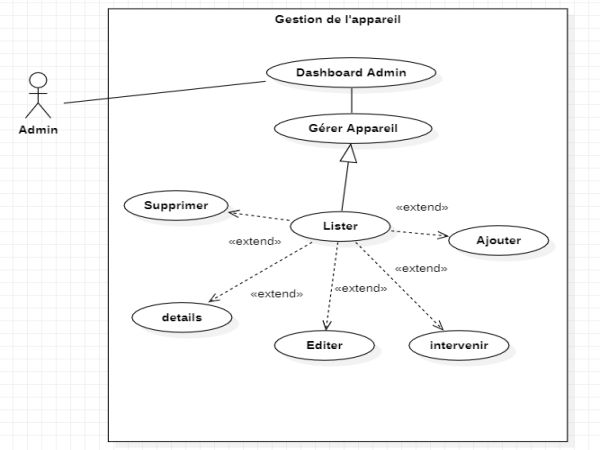 Gestion de l'appareil
Dashboard Admin
Admin
Gérer Appareil
Supprimer
«extend»
Lister
Ajouter
«extend»
«extend»
«extend»
«extend»
details
Editer
intervenir